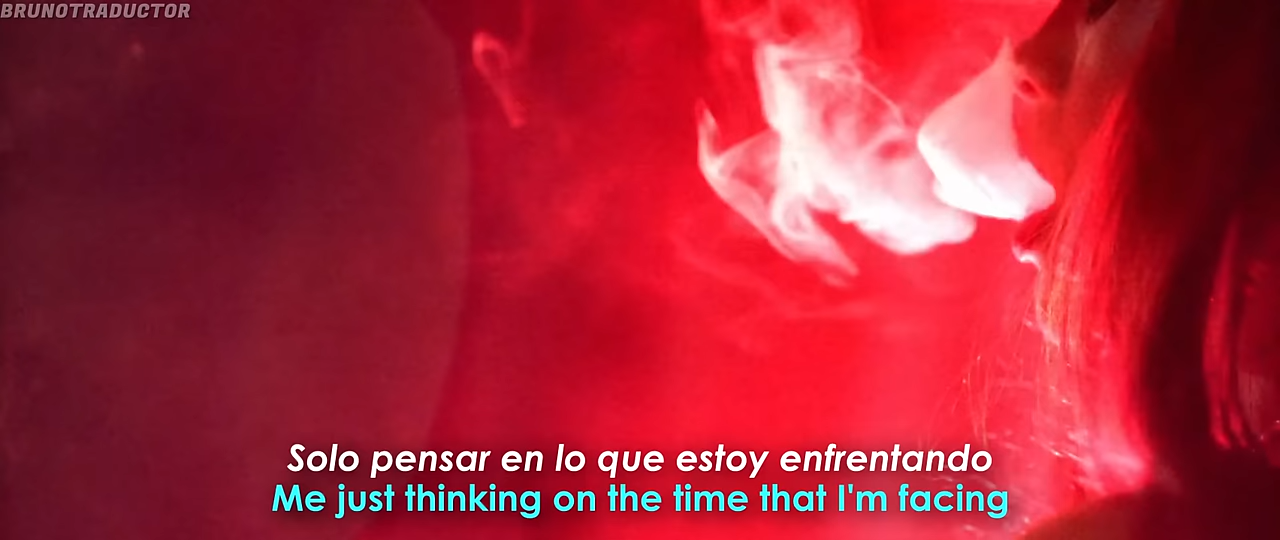 BRUNOTRADUCTOR
Solo pensar en lo que estoy enfrentando
Me just thinking on the time that I'm facing